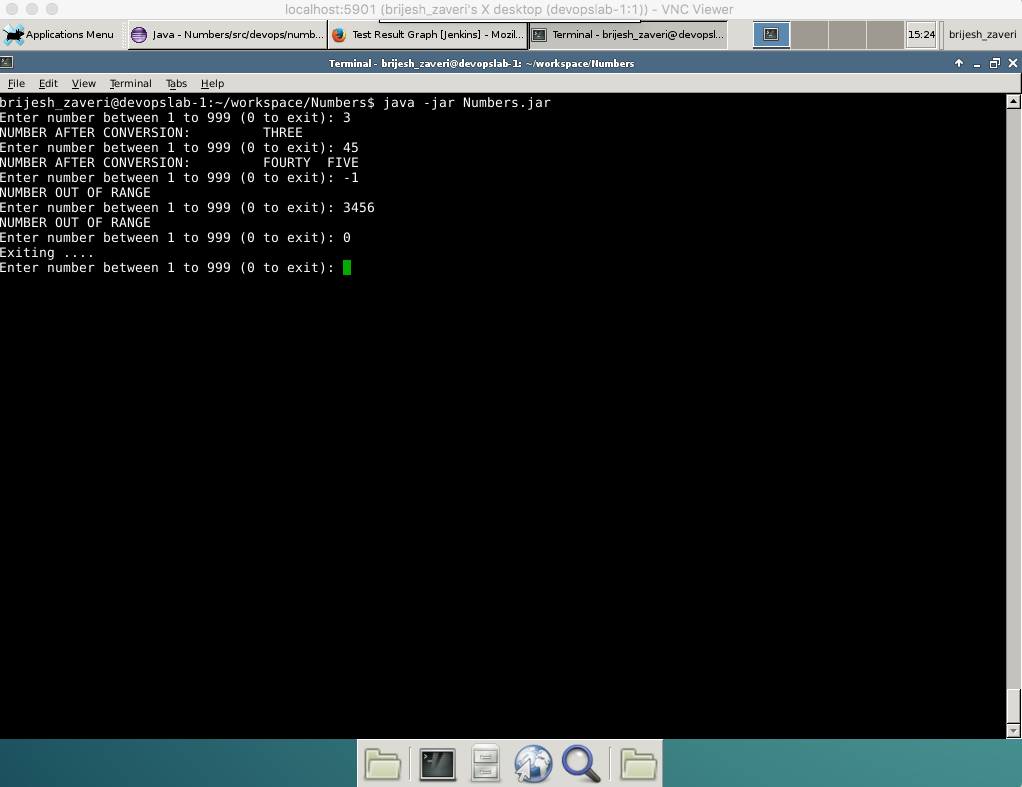 localhost:5901 (brijesh_zaveri's X desktop (devopslab-1:1)) - VNC Viewer
Applications Menu Java - Numbers/src/devops/numb... Test Result Graph [Jenkins] - Mozil... Terminal - brijesh_zaveri@devopsl... 15:24 brijesh_zaveri
Terminal - brijesh_zaveri@devopslab-1: ~/workspace/Numbers
File Edit View Terminal Tabs Help
brijesh_zaveri@devopslab-1:~/workspace/Numbers$ java -jar Numbers.jar
Enter number between 1 to 999 (0 to exit): 3
NUMBER AFTER CONVERSION:         THREE
Enter number between 1 to 999 (0 to exit): 45
NUMBER AFTER CONVERSION:         FOURTY  FIVE
Enter number between 1 to 999 (0 to exit): -1
NUMBER OUT OF RANGE
Enter number between 1 to 999 (0 to exit): 3456
NUMBER OUT OF RANGE
Enter number between 1 to 999 (0 to exit): 0
Exiting ....
Enter number between 1 to 999 (0 to exit):